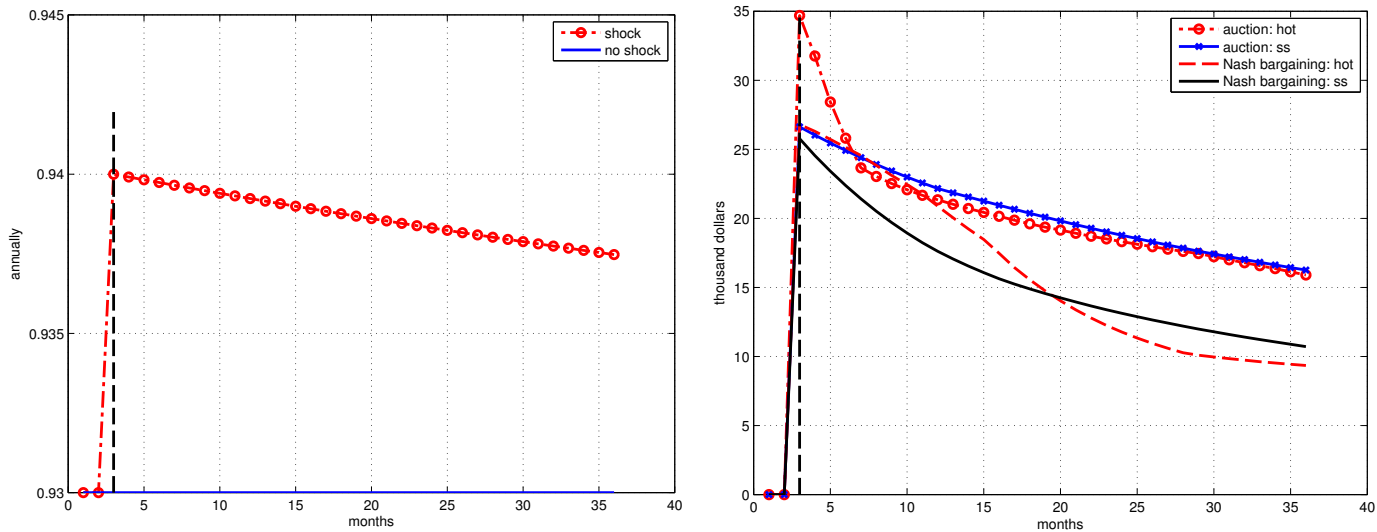 0.945
0.94
0.935
0.93
annually
0 5 10 15 20 25 30 35 40
months
shock
no shock
35
30
25
20
15
10
5
0
thousand dollars
0 5 10 15 20 25 30 35 40
months
auction: hot
auction: ss
Nash bargaining: hot
Nash bargaining: ss